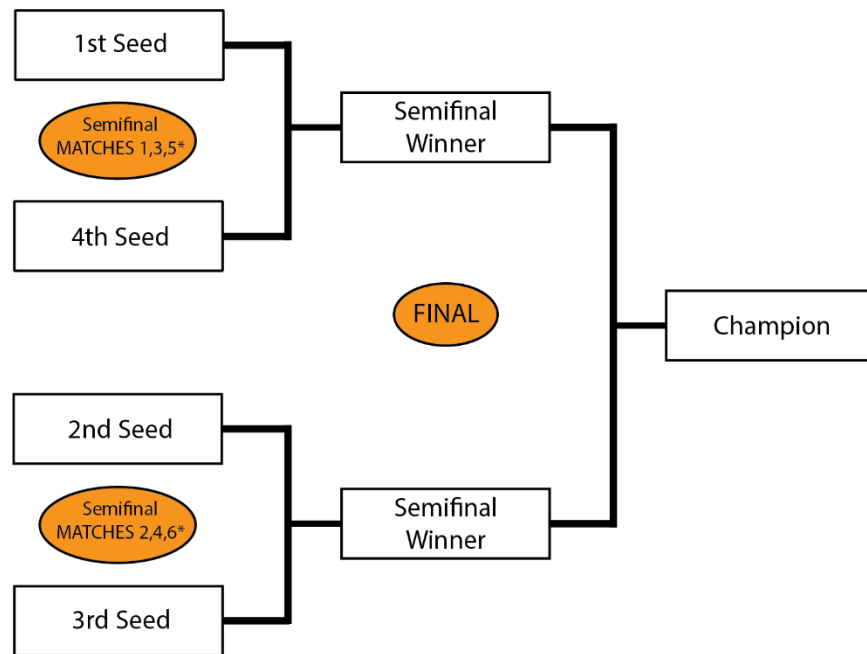 1st Seed
Semifinal
MATCHES 1,3,5*
4th Seed
Semifinal
Winner
FINAL
Champion
2nd Seed
Semifinal
MATCHES 2,4,6*
3rd Seed
Semifinal
Winner